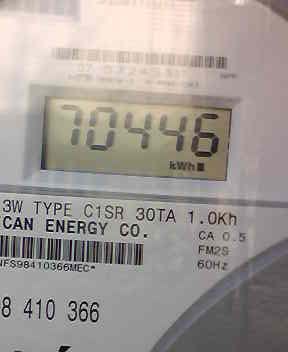 70446
kWh
3W TYPE C1SR 30TA 1.0Kh
CAN ENERGY CO.
CA 0.5
FM2S
60Hz
NFS98410366MEC*
8 410 366